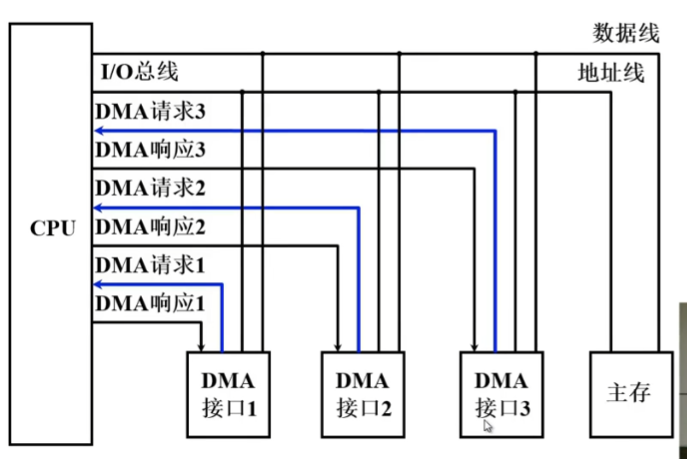 数据线
I/O总线
地址线
DMA请求3
DMA响应3
DMA请求2
CPU
DMA响应2
DMA请求1
DMA响应1
DMA
接口1
DMA
接口2
DMA
接口3
主存